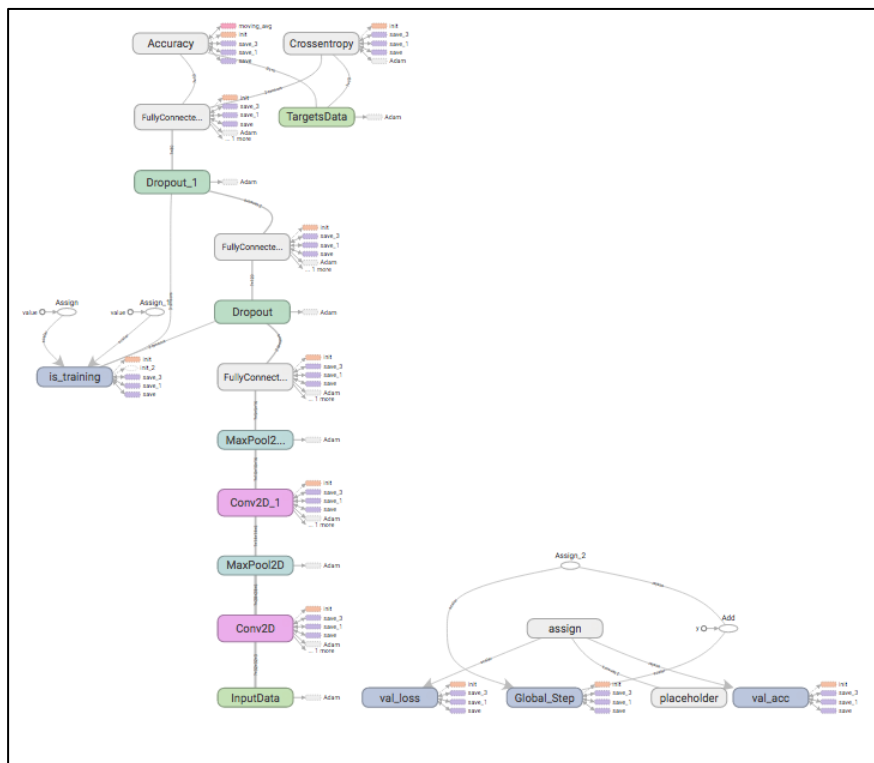 Accuracy
moving_avg
init
save_3
save_1
save
Crossentropy
init
save_3
save_1
save
Adam
FullyConnecte...
init
save_3
save_1
save
Adam
... 1 more
TargetsData
Adam
Dropout_1
Adam
FullyConnecte...
init
save_3
save_1
save
Adam
... 1 more
Assign
value
Assign_1
value
Dropout
Adam
is_training
init
init_2
save_3
save_1
save
FullyConnect...
init
save_3
save_1
save
Adam
... 1 more
MaxPool2...
Adam
Conv2D_1
init
save_3
save_1
save
Adam
... 1 more
MaxPool2D
Adam
Conv2D
init
save_3
save_1
save
Adam
... 1 more
InputData
Adam
Assign_2
assign
y
Add
val_loss
init
save_3
save_1
save
Global_Step
init
save_3
save_1
save
placeholder
val_acc
init
save_3
save_1
save